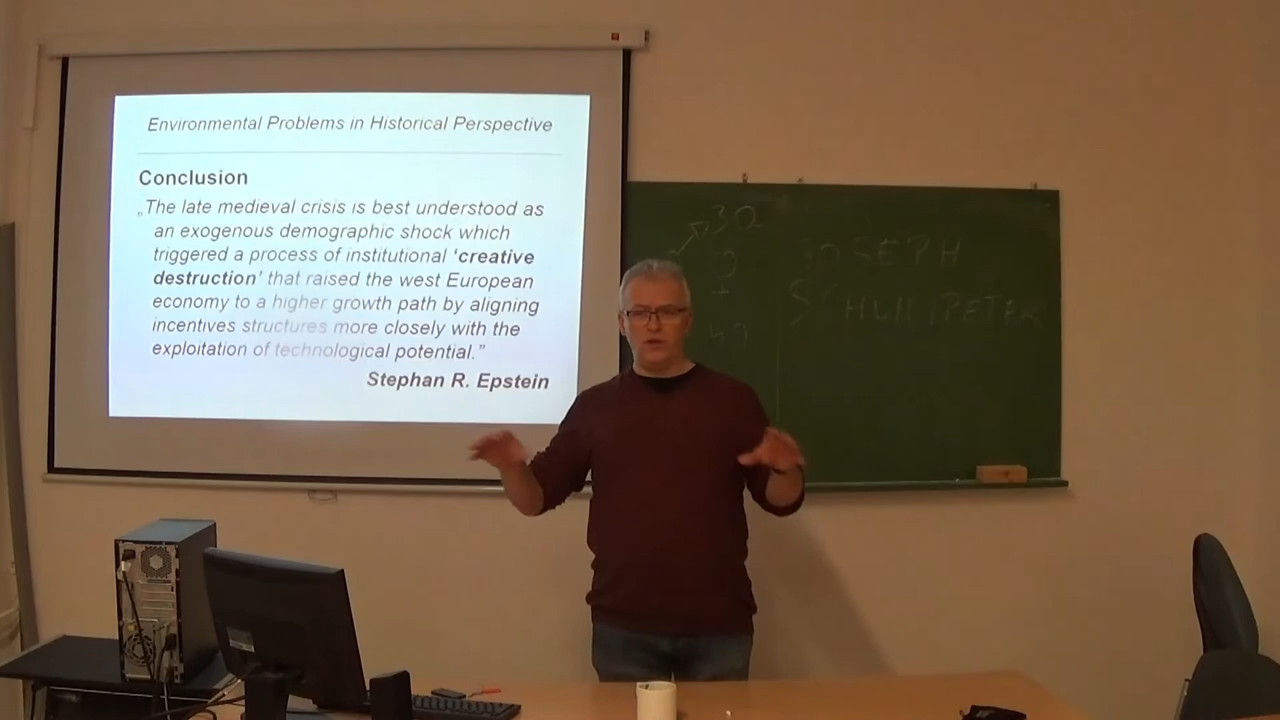 Environmental Problems in Historical Perspective
Conclusion
„The late medieval crisis is best understood as
an exogenous demographic shock which
triggered a process of institutional ‘creative
destruction’ that raised the west European
economy to a higher growth path by aligning
incentives structures more closely with the
exploitation of technological potential.”
Stephan R. Epstein
30
JOSEPH
40
SCHUMPETER